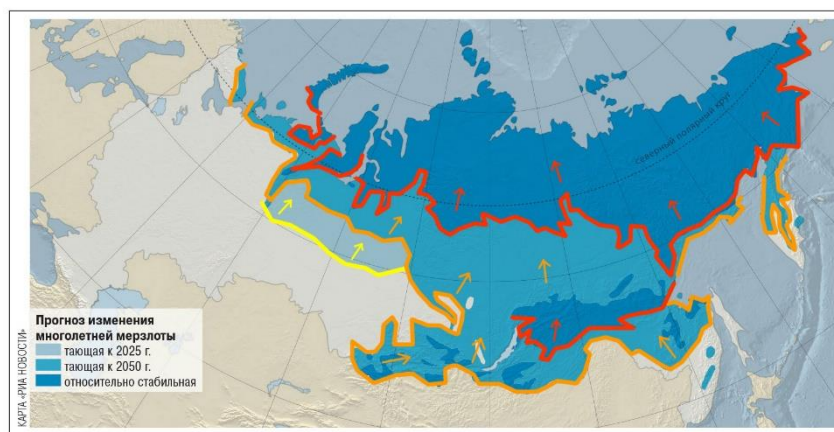 северный полярный круг
Прогноз изменения
многолетней мерзлоты
тающая к 2025 г.
тающая к 2050 г.
относительно стабильная
КАРТА «РИА НОВОСТИ»